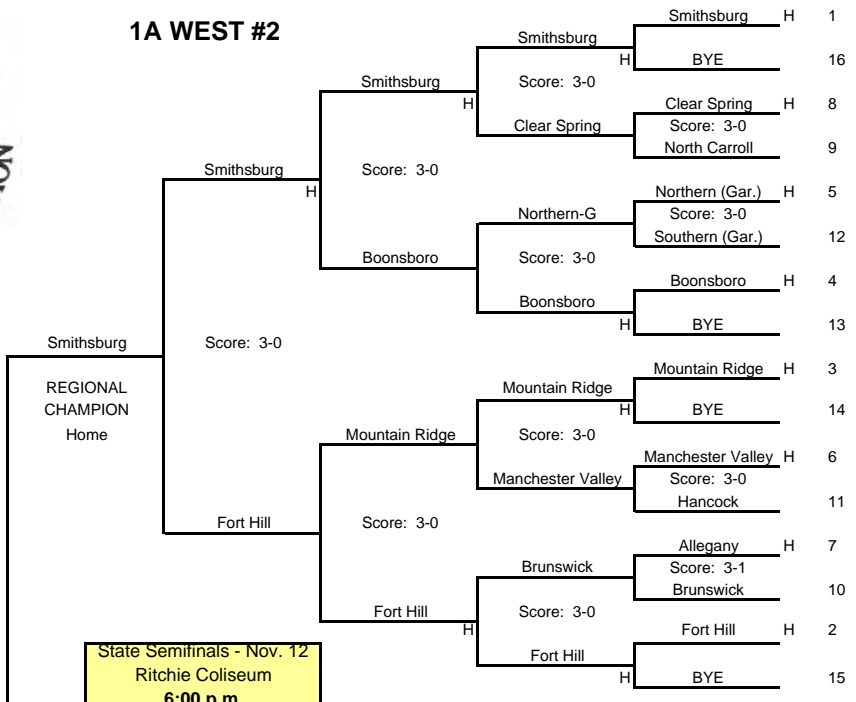 1A WEST #2
Smithsburg H 1
Smithsburg
H BYE 16
Smithsburg Score: 3-0
H Clear Spring H 8
Clear Spring Score: 3-0
North Carroll 9
Smithsburg Score: 3-0
H Northern (Gar.) H 5
Northern-G Score: 3-0
Southern (Gar.) 12
Boonsboro Score: 3-0
Boonsboro H 4
Boonsboro
H BYE 13
Smithsburg Score: 3-0
REGIONAL
CHAMPION
Home
Mountain Ridge H 3
Mountain Ridge
H BYE 14
Mountain Ridge Score: 3-0
Manchester Valley H 6
Manchester Valley Score: 3-0
Hancock 11
Fort Hill Score: 3-0
Allegany H 7
Brunswick Score: 3-1
Brunswick 10
Fort Hill Score: 3-0
H Fort Hill H 2
Fort Hill
H BYE 15
State Semifinals - Nov. 12
Ritchie Coliseum
6:00 p.m.